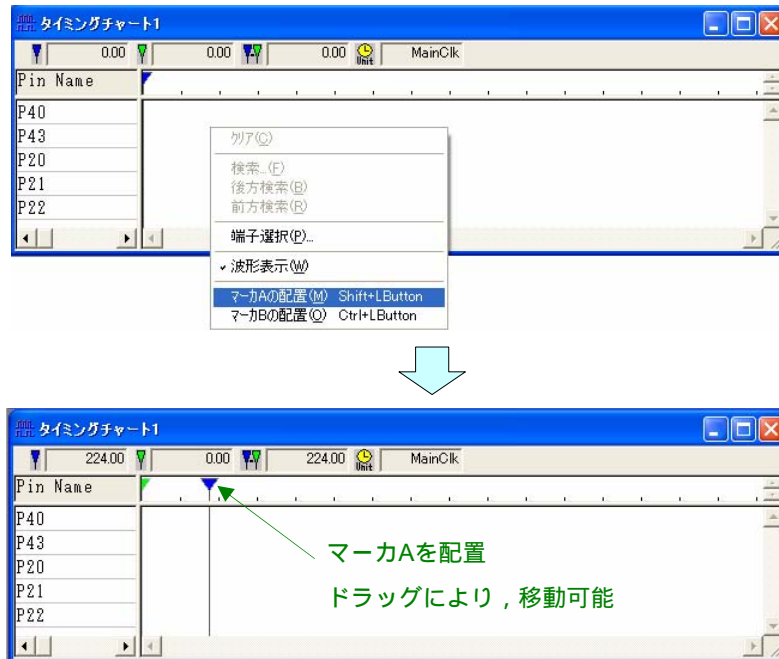 タイミングチャート1
0.00 0.00 0.00 Unit MainClk
Pin Name
P40
P43
P20
P21
P22
クリア(C)
検索...(F)
後方検索(B)
前方検索(R)
端子選択(P)...
波形表示(W)
マーカAの配置(M) Shift+LButton
マーカBの配置(O) Ctrl+LButton
タイミングチャート1
224.00 0.00 224.00 Unit MainClk
Pin Name
P40
P43
P20
P21
P22
マーカAを配置
ドラッグにより，移動可能